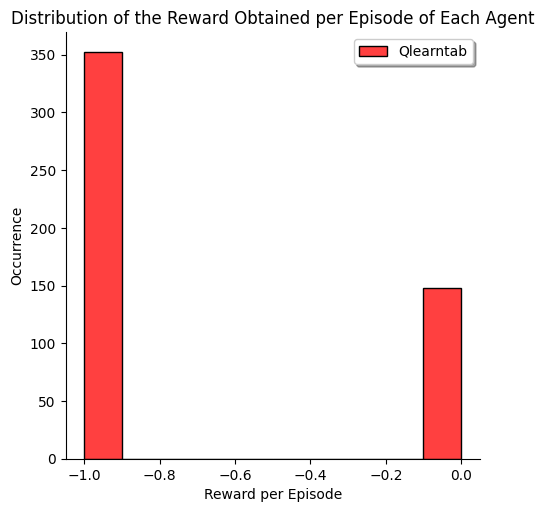 Distribution of the Reward Obtained per Episode of Each Agent
Qlearntab
350
300
250
200
150
100
50
0
Occurrence
−1.0 −0.8 −0.6 −0.4 −0.2 0.0
Reward per Episode